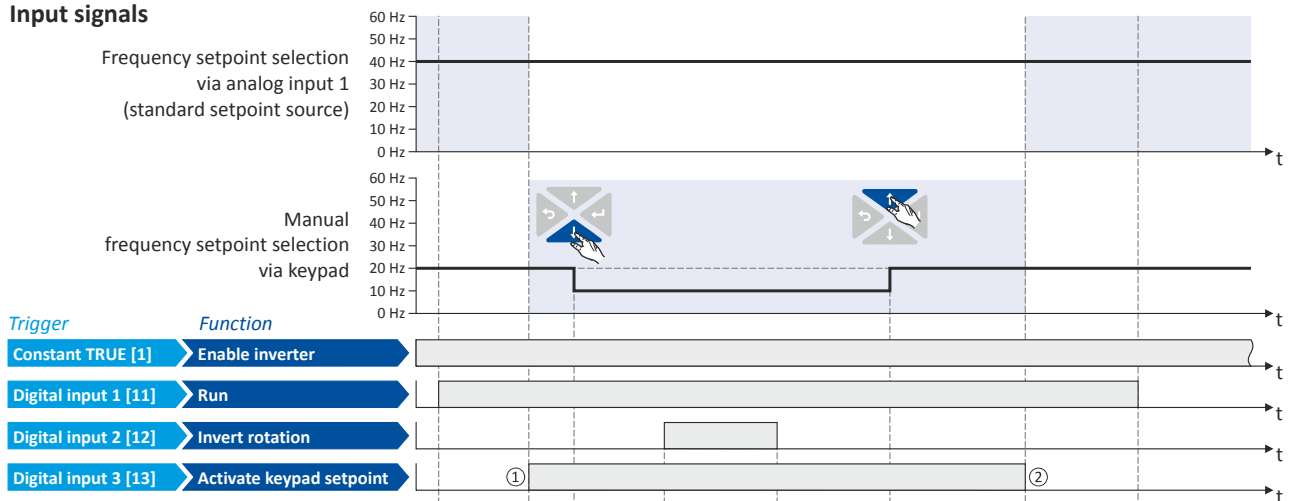 Input signals
Frequency setpoint selection
via analog input 1
(standard setpoint source)
60 Hz
50 Hz
40 Hz
30 Hz
20 Hz
10 Hz
0 Hz
t
Manual
frequency setpoint selection
via keypad
60 Hz
50 Hz
40 Hz
30 Hz
20 Hz
10 Hz
0 Hz
t
Trigger Function
Constant TRUE [1] Enable inverter
t
Digital input 1 [11] Run
t
Digital input 2 [12] Invert rotation
t
Digital input 3 [13] Activate keypad setpoint ① ②
t